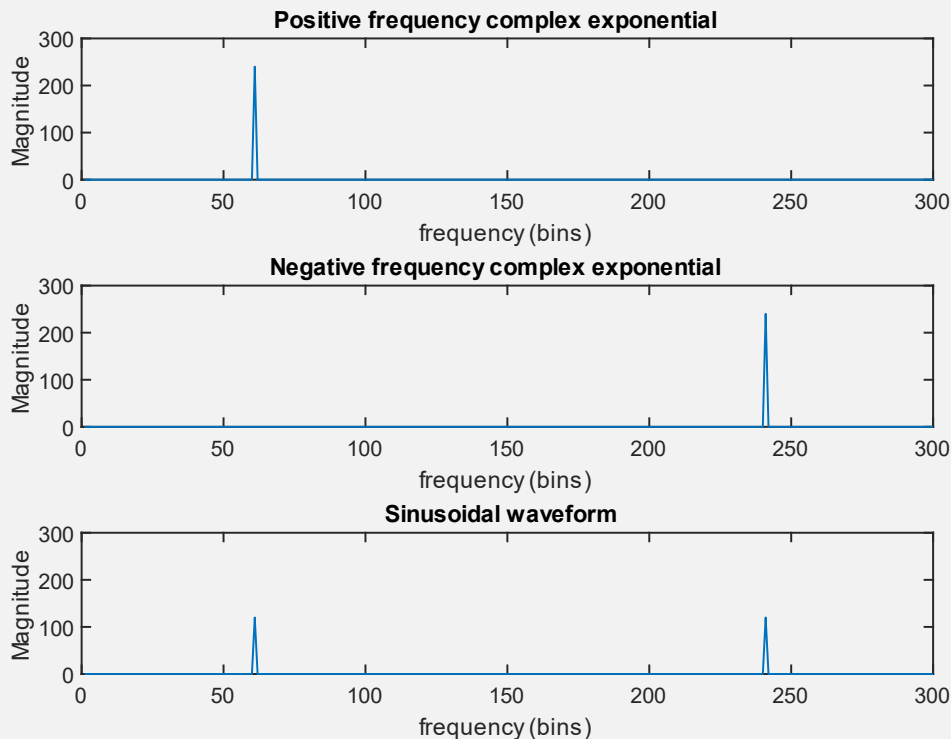 Positive frequency complex exponential
300
200
100
0
Magnitude
0 50 100 150 200 250 300
frequency (bins)
Negative frequency complex exponential
300
200
100
0
Magnitude
0 50 100 150 200 250 300
frequency (bins)
Sinusoidal waveform
300
200
100
0
Magnitude
0 50 100 150 200 250 300
frequency (bins)